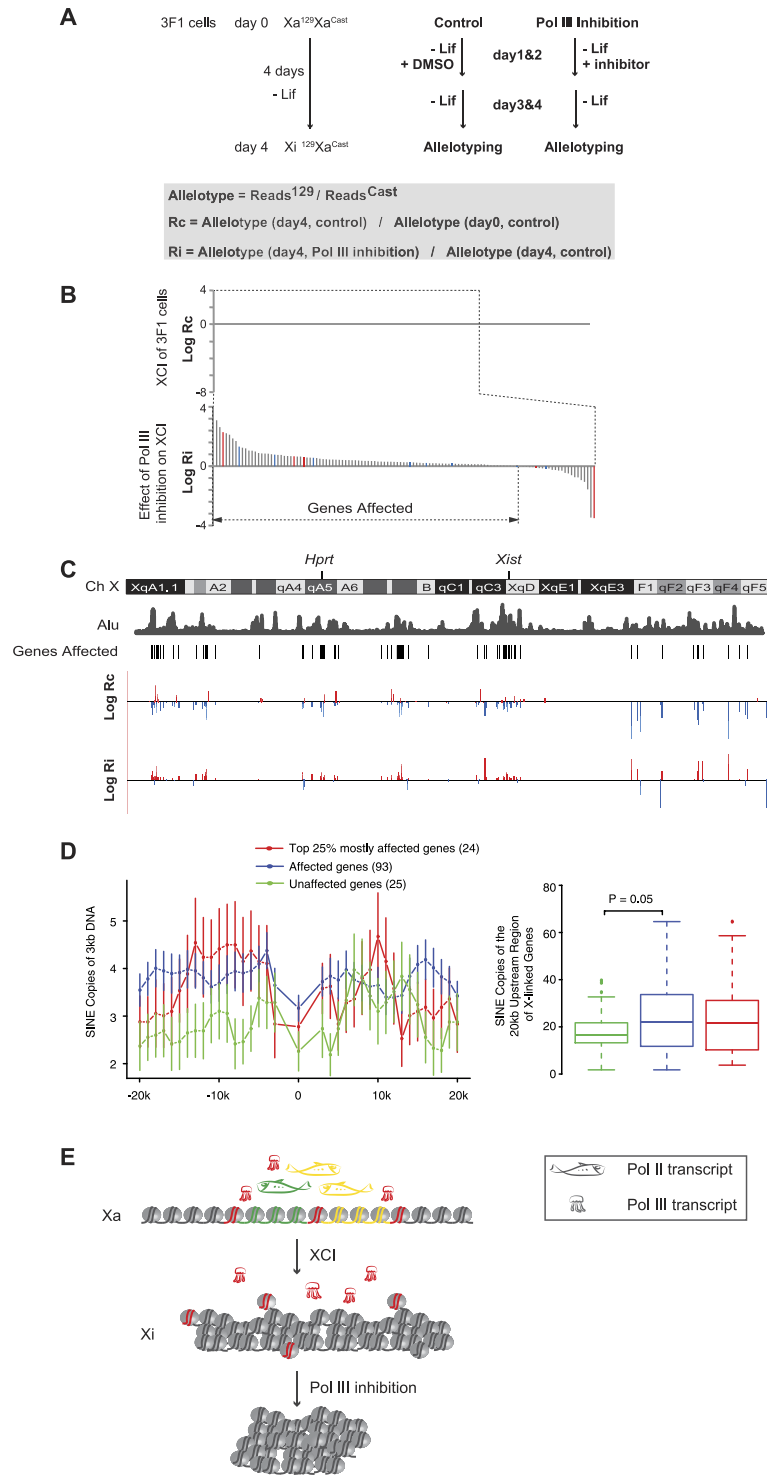 A
3F1 cells day 0 Xa129XaCast
4 days
- Lif
day 4 Xi 129XaCast
Control
Pol III Inhibition
- Lif
+ DMSO
day1&2
- Lif
+ inhibitor
- Lif
day3&4
- Lif
Allelotyping
Allelotyping
Allelotype = Reads129 / ReadsCast
Rc = Allelotype (day4, control) / Allelotype (day0, control)
Ri = Allelotype (day4, Pol III inhibition) / Allelotype (day4, control)
B
XCI of 3F1 cells
Log Rc
4
0
-8
Effect of Pol III
inhibition on XCI
Log Ri
4
0
-4
Genes Affected
C
Hprt
Xist
Ch X
XqA1.1
A2
qA4
qA5
A6
B
qC1
qC3
XqD
XqE1
XqE3
F1
qF2
qF3
qF4
qF5
Alu
Genes Affected
Log Rc
Log Ri
D
Top 25% mostly affected genes (24)
Affected genes (93)
Unaffected genes (25)
SINE Copies of 3kb DNA
5
4
3
2
-20k
-10k
0
10k
20k
SINE Copies of the
20kb Upstream Region
of X-linked Genes
80
60
40
20
0
P = 0.05
E
Xa
XCI
Xi
Pol III inhibition
Pol II transcript
Pol III transcript